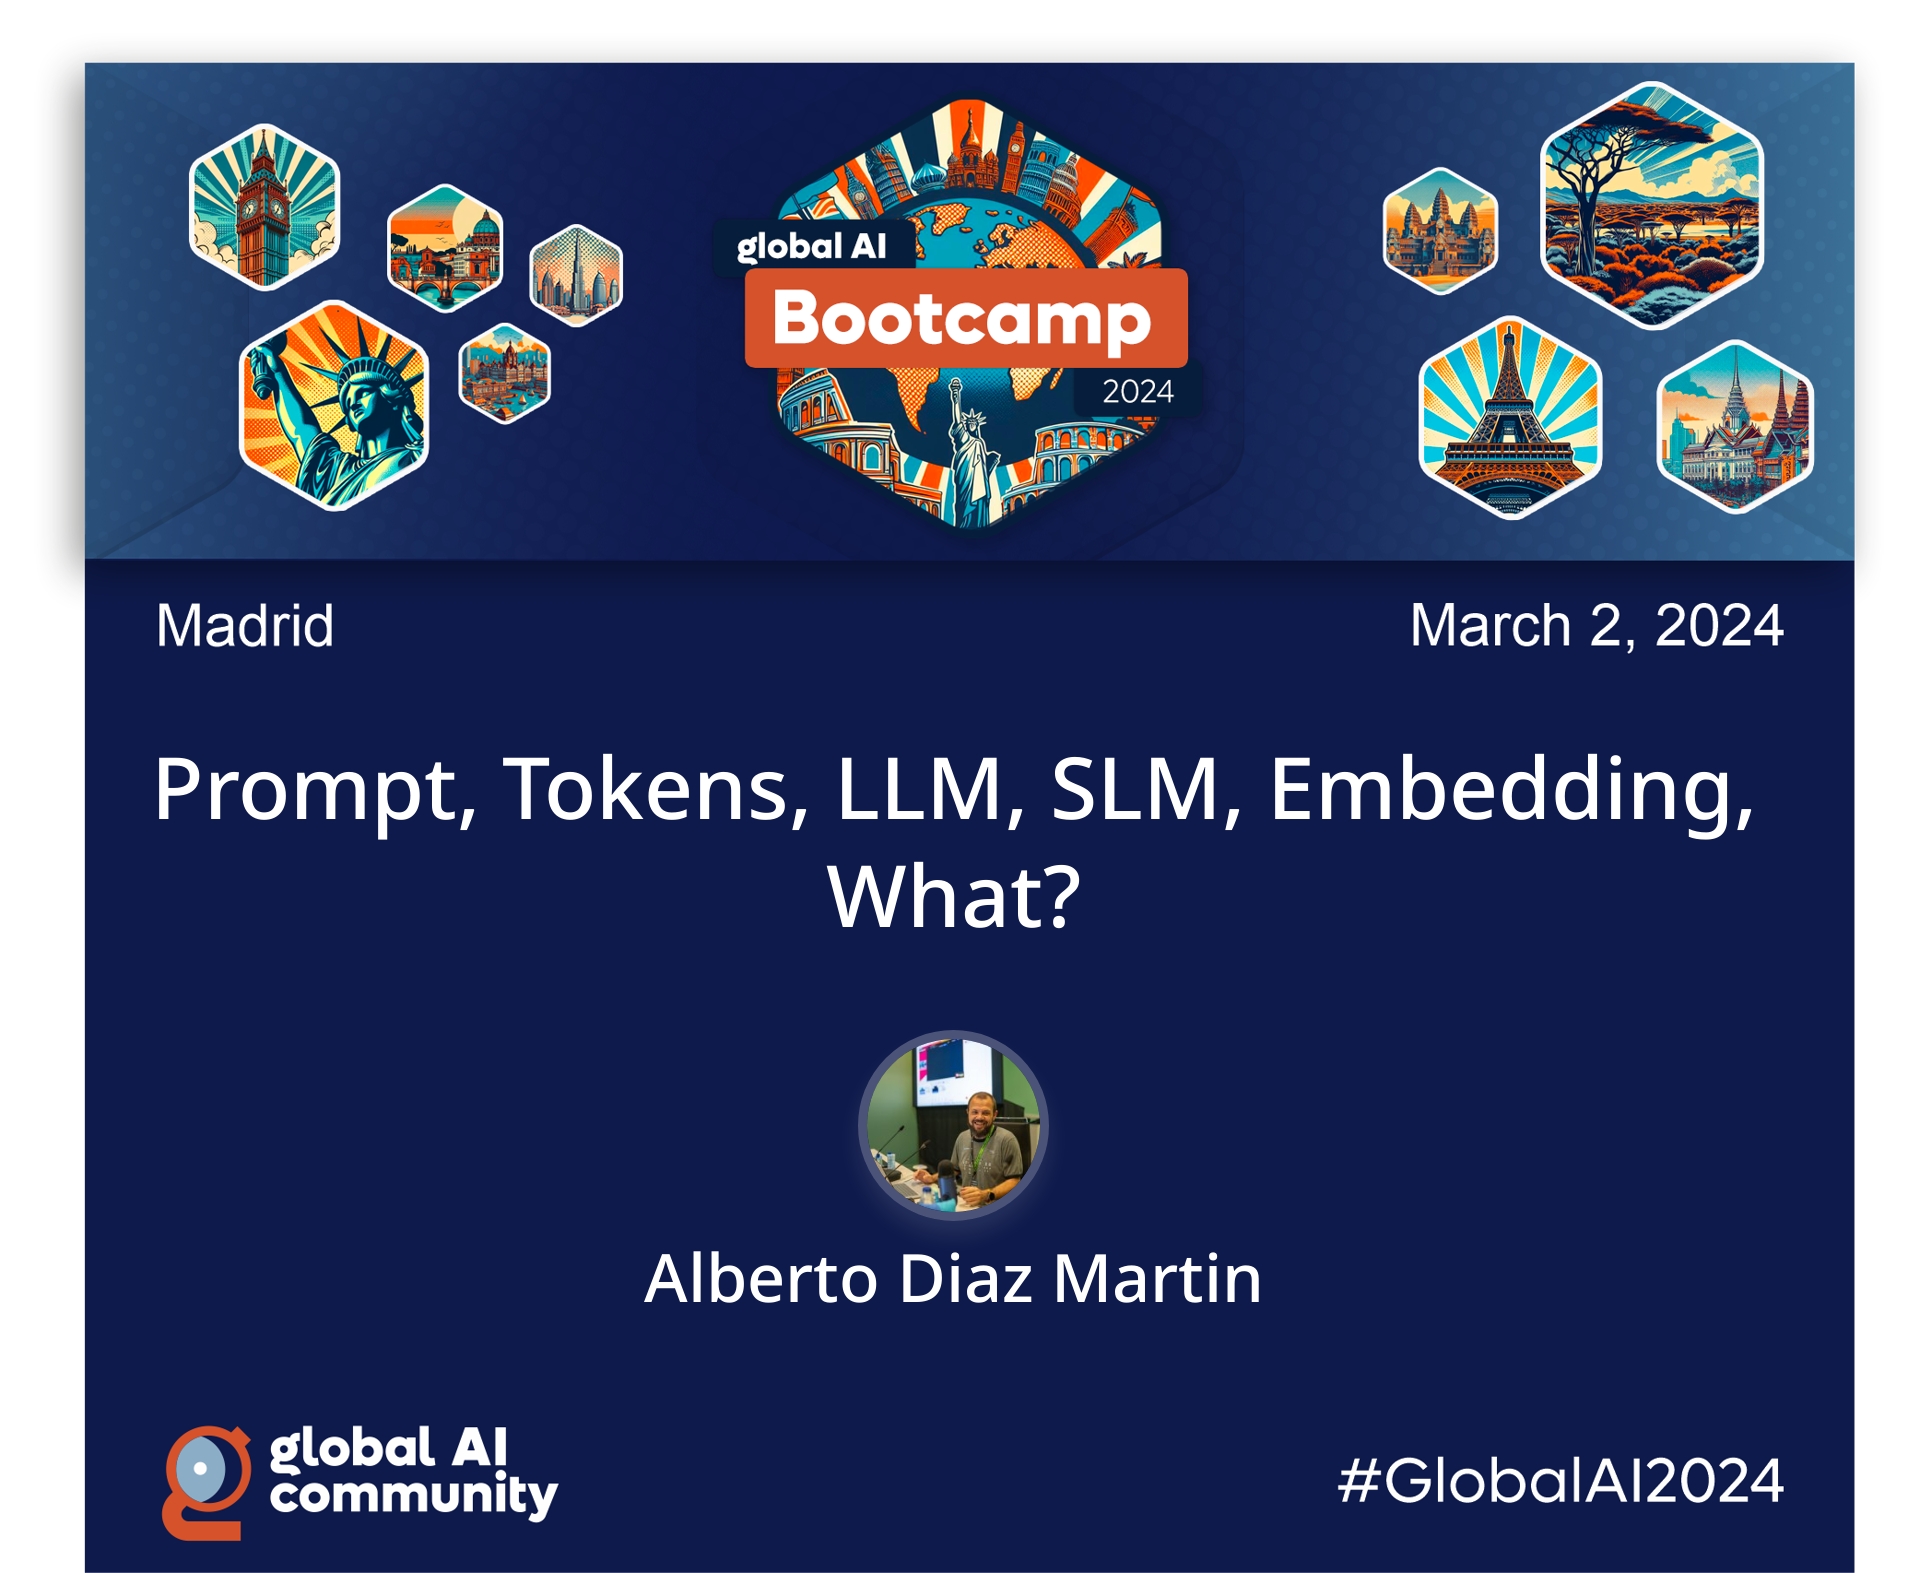 global AI
Bootcamp
2024
Madrid
March 2, 2024
Prompt, Tokens, LLM, SLM, Embedding,
What?
Alberto Diaz Martin
global AI
community
#GlobalAI2024